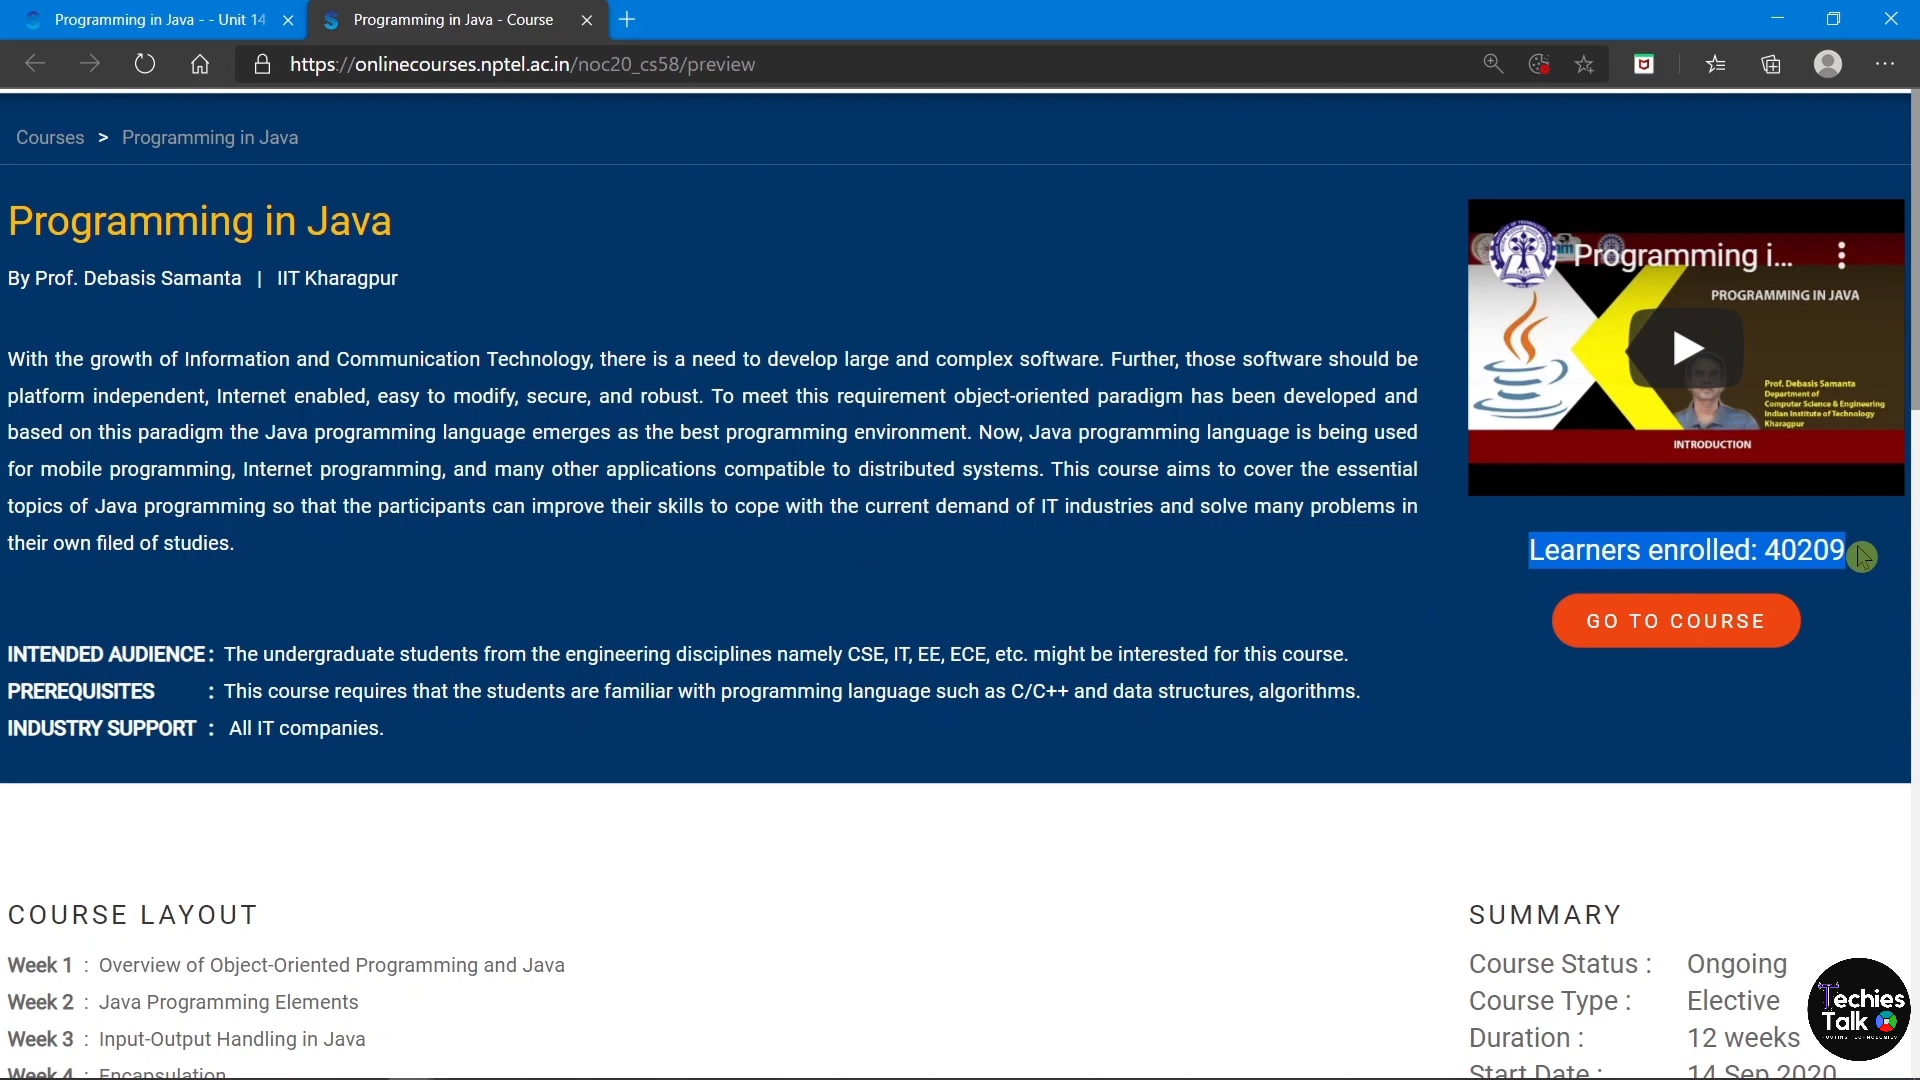 Programming in Java - - Unit 14
Programming in Java - Course
https://onlinecourses.nptel.ac.in/noc20_cs58/preview
Courses > Programming in Java
Programming in Java
By Prof. Debasis Samanta | IIT Kharagpur
With the growth of Information and Communication Technology, there is a need to develop large and complex software. Further, those software should be
platform independent, Internet enabled, easy to modify, secure, and robust. To meet this requirement object-oriented paradigm has been developed and
based on this paradigm the Java programming language emerges as the best programming environment. Now, Java programming language is being used
for mobile programming, Internet programming, and many other applications compatible to distributed systems. This course aims to cover the essential
topics of Java programming so that the participants can improve their skills to cope with the current demand of IT industries and solve many problems in
their own filed of studies.
INTENDED AUDIENCE : The undergraduate students from the engineering disciplines namely CSE, IT, EE, ECE, etc. might be interested for this course.
PREREQUISITES : This course requires that the students are familiar with programming language such as C/C++ and data structures, algorithms.
INDUSTRY SUPPORT : All IT companies.
Programming i...
PROGRAMMING IN JAVA
Prof. Debasis Samanta
Department of
Computer Science & Engineering
Indian Institute of Technology
Kharagpur
INTRODUCTION
Learners enrolled: 40209
GO TO COURSE
COURSE LAYOUT
Week 1 : Overview of Object-Oriented Programming and Java
Week 2 : Java Programming Elements
Week 3 : Input-Output Handling in Java
Week 4 : Encapsulation
SUMMARY
Course Status : Ongoing
Course Type : Elective
Duration : 12 weeks
Start Date : 14 Sep 2020
Techies
Talk